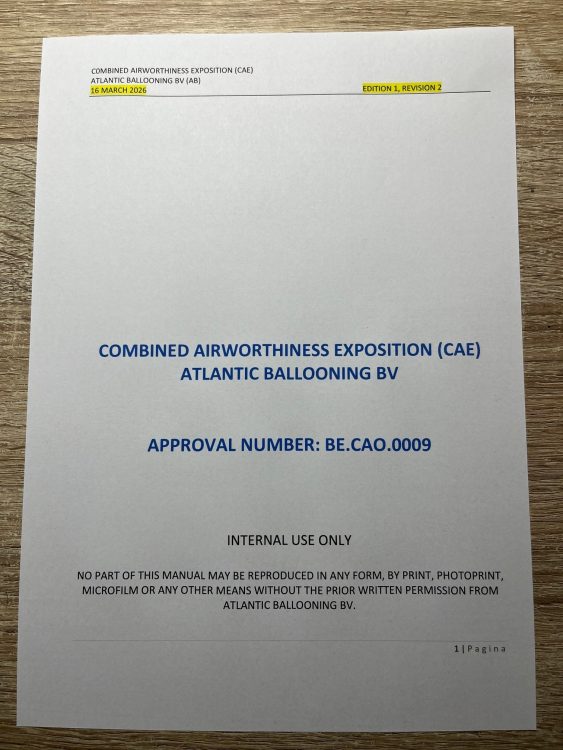 COMBINED AIRWORTHINESS EXPOSITION (CAE)
ATLANTIC BALLOONING BV (AB)
16 MARCH 2026 EDITION 1, REVISION 2
COMBINED AIRWORTHINESS EXPOSITION (CAE)
ATLANTIC BALLOONING BV
APPROVAL NUMBER: BE.CAO.0009
INTERNAL USE ONLY
NO PART OF THIS MANUAL MAY BE REPRODUCED IN ANY FORM, BY PRINT, PHOTOPRINT,
MICROFILM OR ANY OTHER MEANS WITHOUT THE PRIOR WRITTEN PERMISSION FROM
ATLANTIC BALLOONING BV.
1 | Pagina